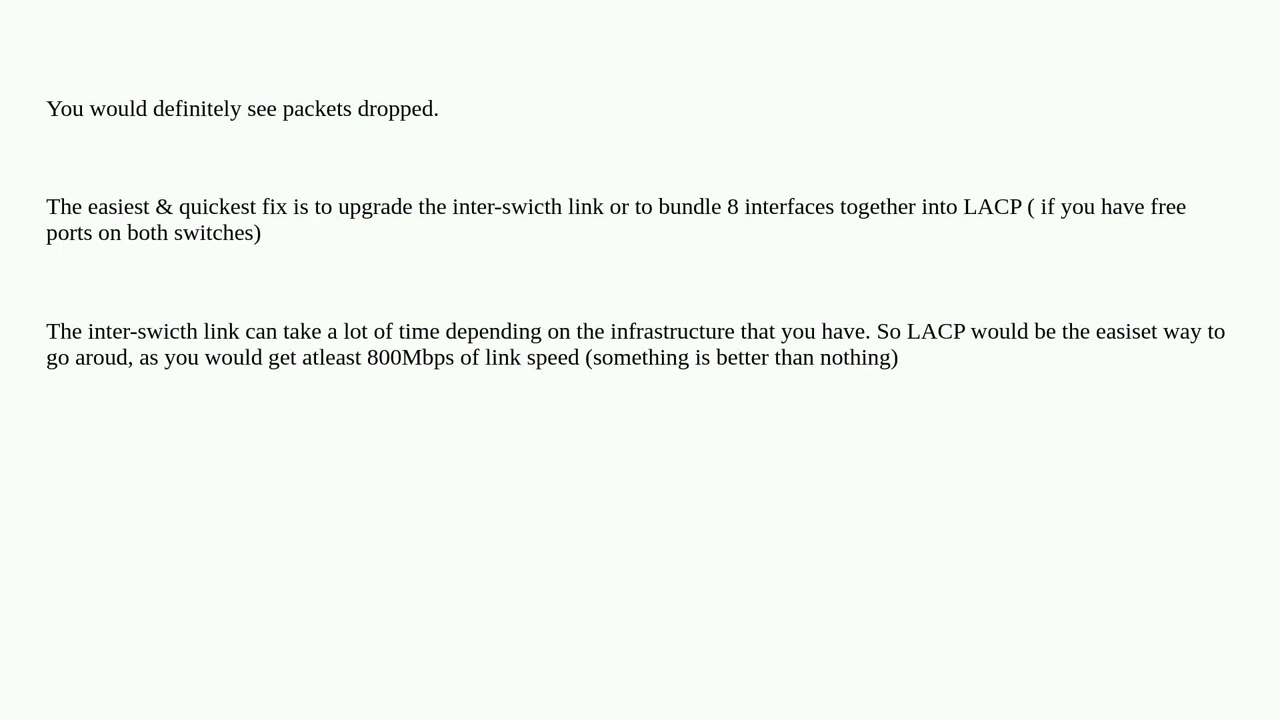 You would definitely see packets dropped.
The easiest & quickest fix is to upgrade the inter-swicth link or to bundle 8 interfaces together into LACP ( if you have free
ports on both switches)
The inter-swicth link can take a lot of time depending on the infrastructure that you have. So LACP would be the easiset way to
go aroud, as you would get atleast 800Mbps of link speed (something is better than nothing)